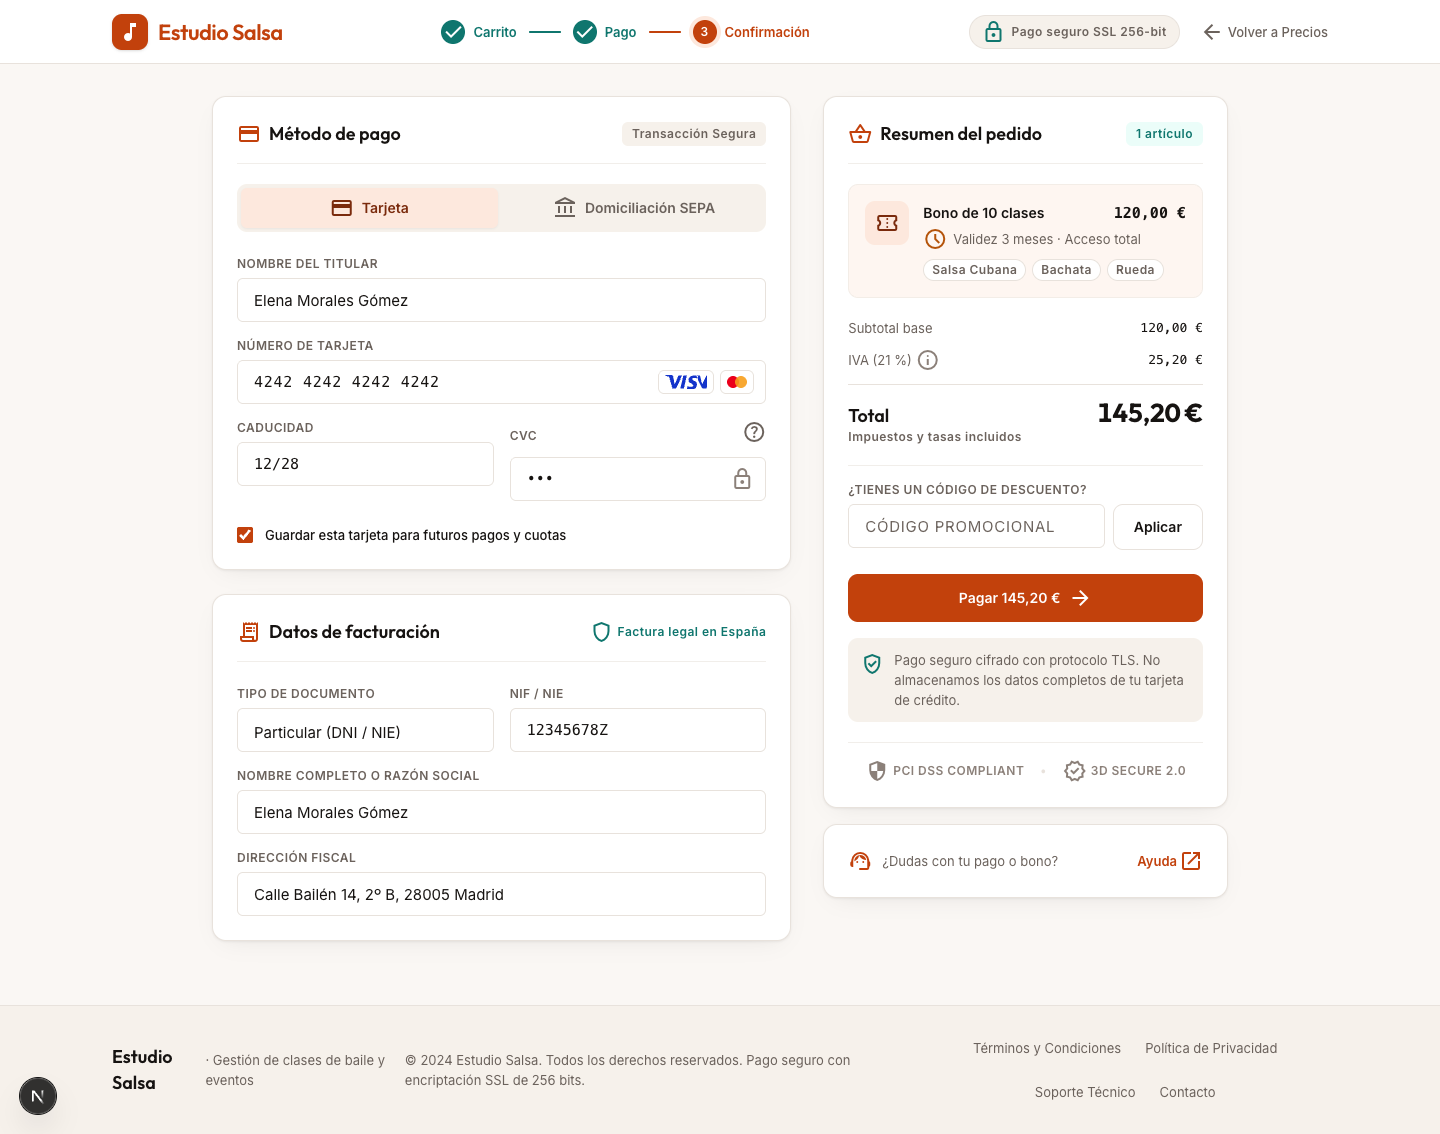 Estudio Salsa
Carrito
Pago
3 Confirmación
Pago seguro SSL 256-bit
Volver a Precios
Método de pago
Transacción Segura
Tarjeta
Domiciliación SEPA
NOMBRE DEL TITULAR
Elena Morales Gómez
NÚMERO DE TARJETA
4242 4242 4242 4242
VISA
CADUCIDAD
12/28
CVC
•••
Guardar esta tarjeta para futuros pagos y cuotas
Datos de facturación
Factura legal en España
TIPO DE DOCUMENTO
Particular (DNI / NIE)
NIF / NIE
12345678Z
NOMBRE COMPLETO O RAZÓN SOCIAL
Elena Morales Gómez
DIRECCIÓN FISCAL
Calle Bailén 14, 2º B, 28005 Madrid
Resumen del pedido
1 artículo
Bono de 10 clases
120,00 €
Validez 3 meses · Acceso total
Salsa Cubana
Bachata
Rueda
Subtotal base
120,00 €
IVA (21 %)
25,20 €
Total
145,20 €
Impuestos y tasas incluidos
¿TIENES UN CÓDIGO DE DESCUENTO?
CÓDIGO PROMOCIONAL
Aplicar
Pagar 145,20 €
Pago seguro cifrado con protocolo TLS. No
almacenamos los datos completos de tu tarjeta
de crédito.
PCI DSS COMPLIANT
•
3D SECURE 2.0
¿Dudas con tu pago o bono?
Ayuda
Estudio
Salsa
· Gestión de clases de baile y
eventos
© 2024 Estudio Salsa. Todos los derechos reservados. Pago seguro con
encriptación SSL de 256 bits.
Términos y Condiciones
Política de Privacidad
Soporte Técnico
Contacto
N